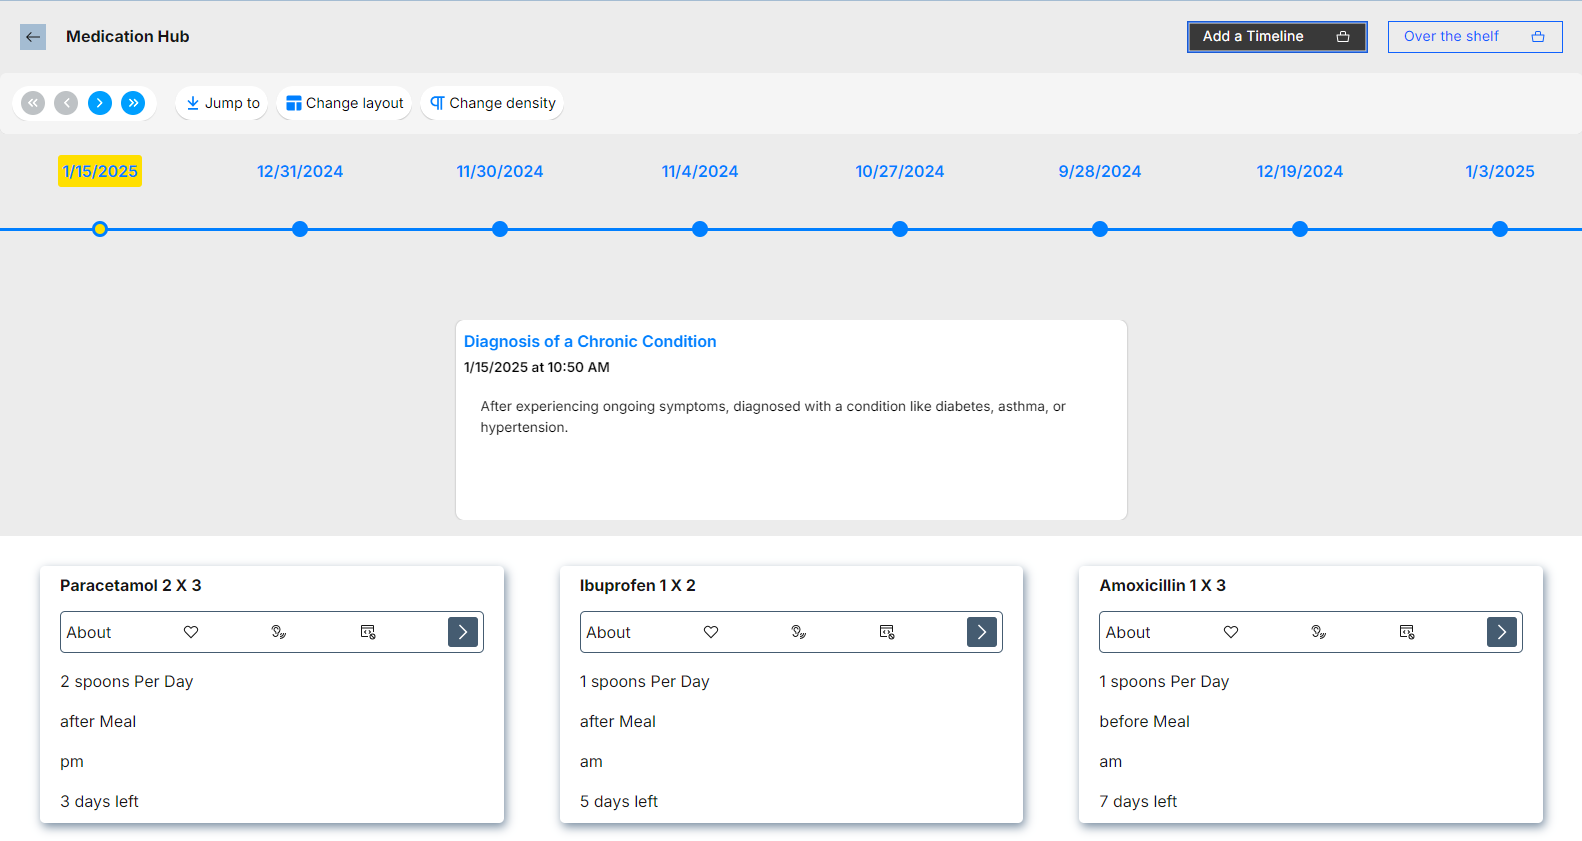 Medication Hub
Add a Timeline
Over the shelf
Jump to
Change layout
Change density
1/15/2025
12/31/2024
11/30/2024
11/4/2024
10/27/2024
9/28/2024
12/19/2024
1/3/2025
Diagnosis of a Chronic Condition
1/15/2025 at 10:50 AM
After experiencing ongoing symptoms, diagnosed with a condition like diabetes, asthma, or
hypertension.
Paracetamol 2 X 3
About
2 spoons Per Day
after Meal
pm
3 days left
Ibuprofen 1 X 2
About
1 spoons Per Day
after Meal
am
5 days left
Amoxicillin 1 X 3
About
1 spoons Per Day
before Meal
am
7 days left